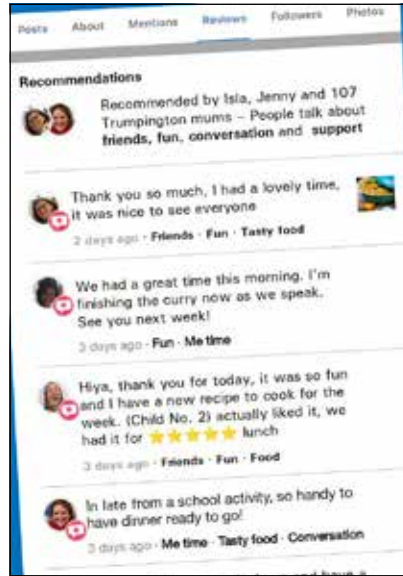 Posts About Mentions Reviews Followers Photos
Recommendations
Recommended by Isla, Jenny and 107
Trumpington mums – People talk about
friends, fun, conversation and support
Thank you so much, I had a lovely time,
it was nice to see everyone
2 days ago · Friends · Fun · Tasty food
We had a great time this morning. I'm
finishing the curry now as we speak.
See you next week!
3 days ago · Fun · Me time
Hiya, thank you for today, it was so fun
and I have a new recipe to cook for the
week. (Child No. 2) actually liked it, we
had it for ⭐⭐⭐⭐⭐ lunch
3 days ago · Friends · Fun · Food
In late from a school activity, so handy to
have dinner ready to go!
3 days ago · Me time · Tasty food · Conversation
and have a